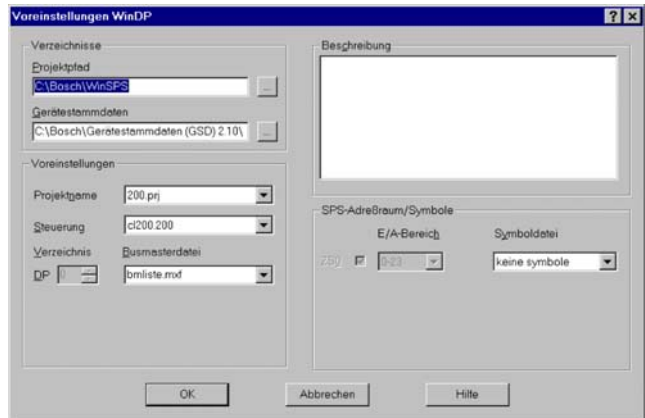 Voreinstellungen WinDP
Verzeichnisse
Projektpfad
C:\Bosch\WinSPS
...
Gerätestammdaten
C:\Bosch\Gerätestammdaten (GSD) 2.10\
...
Beschreibung
Voreinstellungen
Projektname
200.prj
Steuerung
cl200.200
Verzeichnis
Busmasterdatei
DP
0
bmliste.mxf
SPS-Adreßraum/Symbole
E/A-Bereich
Symboldatei
ZS0
0-23
keine symbole
OK
Abbrechen
Hilfe